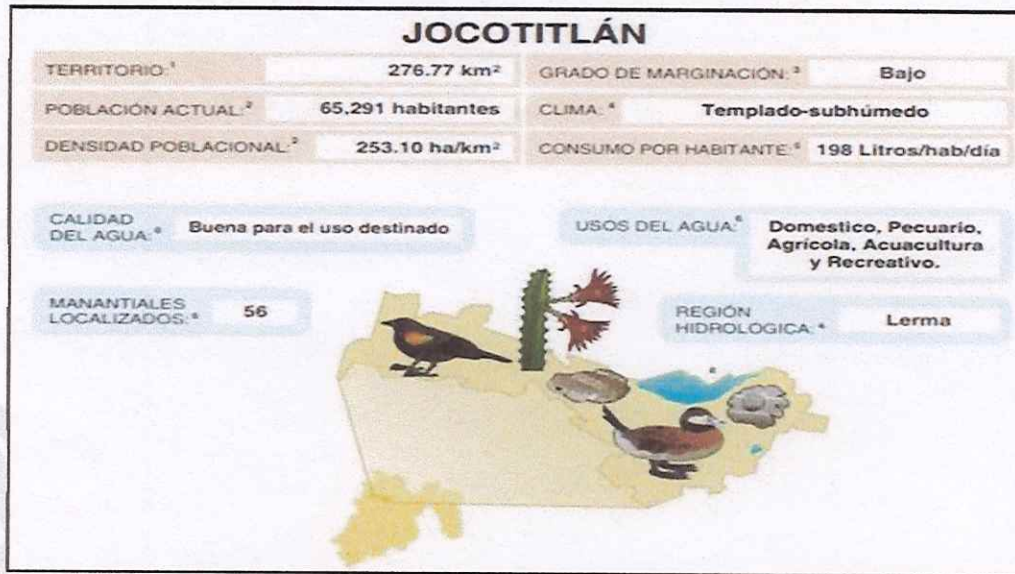 JOCOTITLÁN
TERRITORIO:¹ 276.77 km²
GRADO DE MARGINACIÓN:³ Bajo
POBLACIÓN ACTUAL:² 65,291 habitantes
CLIMA:⁴ Templado-subhúmedo
DENSIDAD POBLACIONAL:² 253.10 ha/km²
CONSUMO POR HABITANTE:⁵ 198 Litros/hab/día
CALIDAD
DEL AGUA:⁶ Buena para el uso destinado
USOS DEL AGUA:⁶ Domestico, Pecuario,
Agrícola, Acuacultura
y Recreativo.
MANANTIALES
LOCALIZADOS:⁶ 56
REGIÓN
HIDROLÓGICA:⁴ Lerma